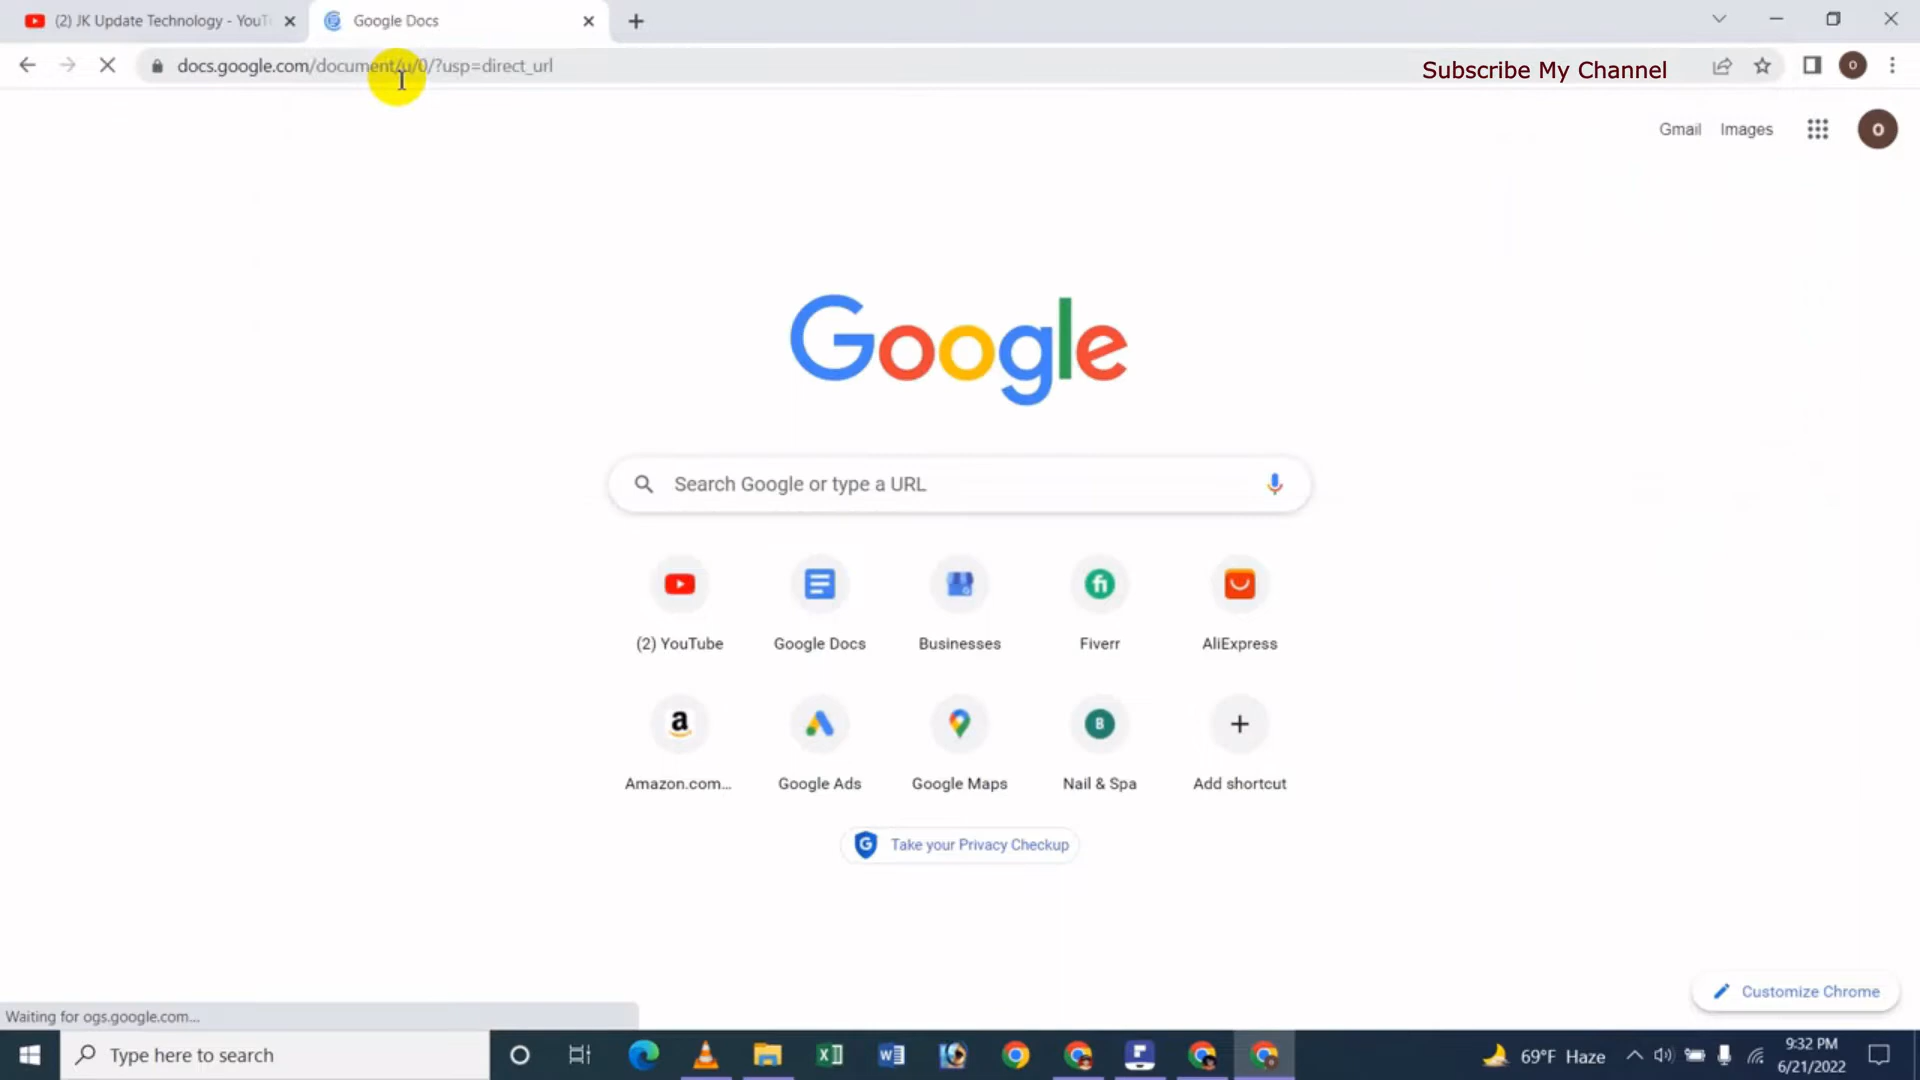 (2) JK Update Technology - YouT
Google Docs
docs.google.com/document/u/0/?usp=direct_url
Subscribe My Channel
O
Gmail Images
O
Google
Search Google or type a URL
(2) YouTube
Google Docs
Businesses
fi
Fiverr
AliExpress
a
Amazon.com...
Google Ads
Google Maps
B
Nail & Spa
Add shortcut
G Take your Privacy Checkup
Customize Chrome
Waiting for ogs.google.com...
Type here to search
69°F Haze
9:32 PM
6/21/2022